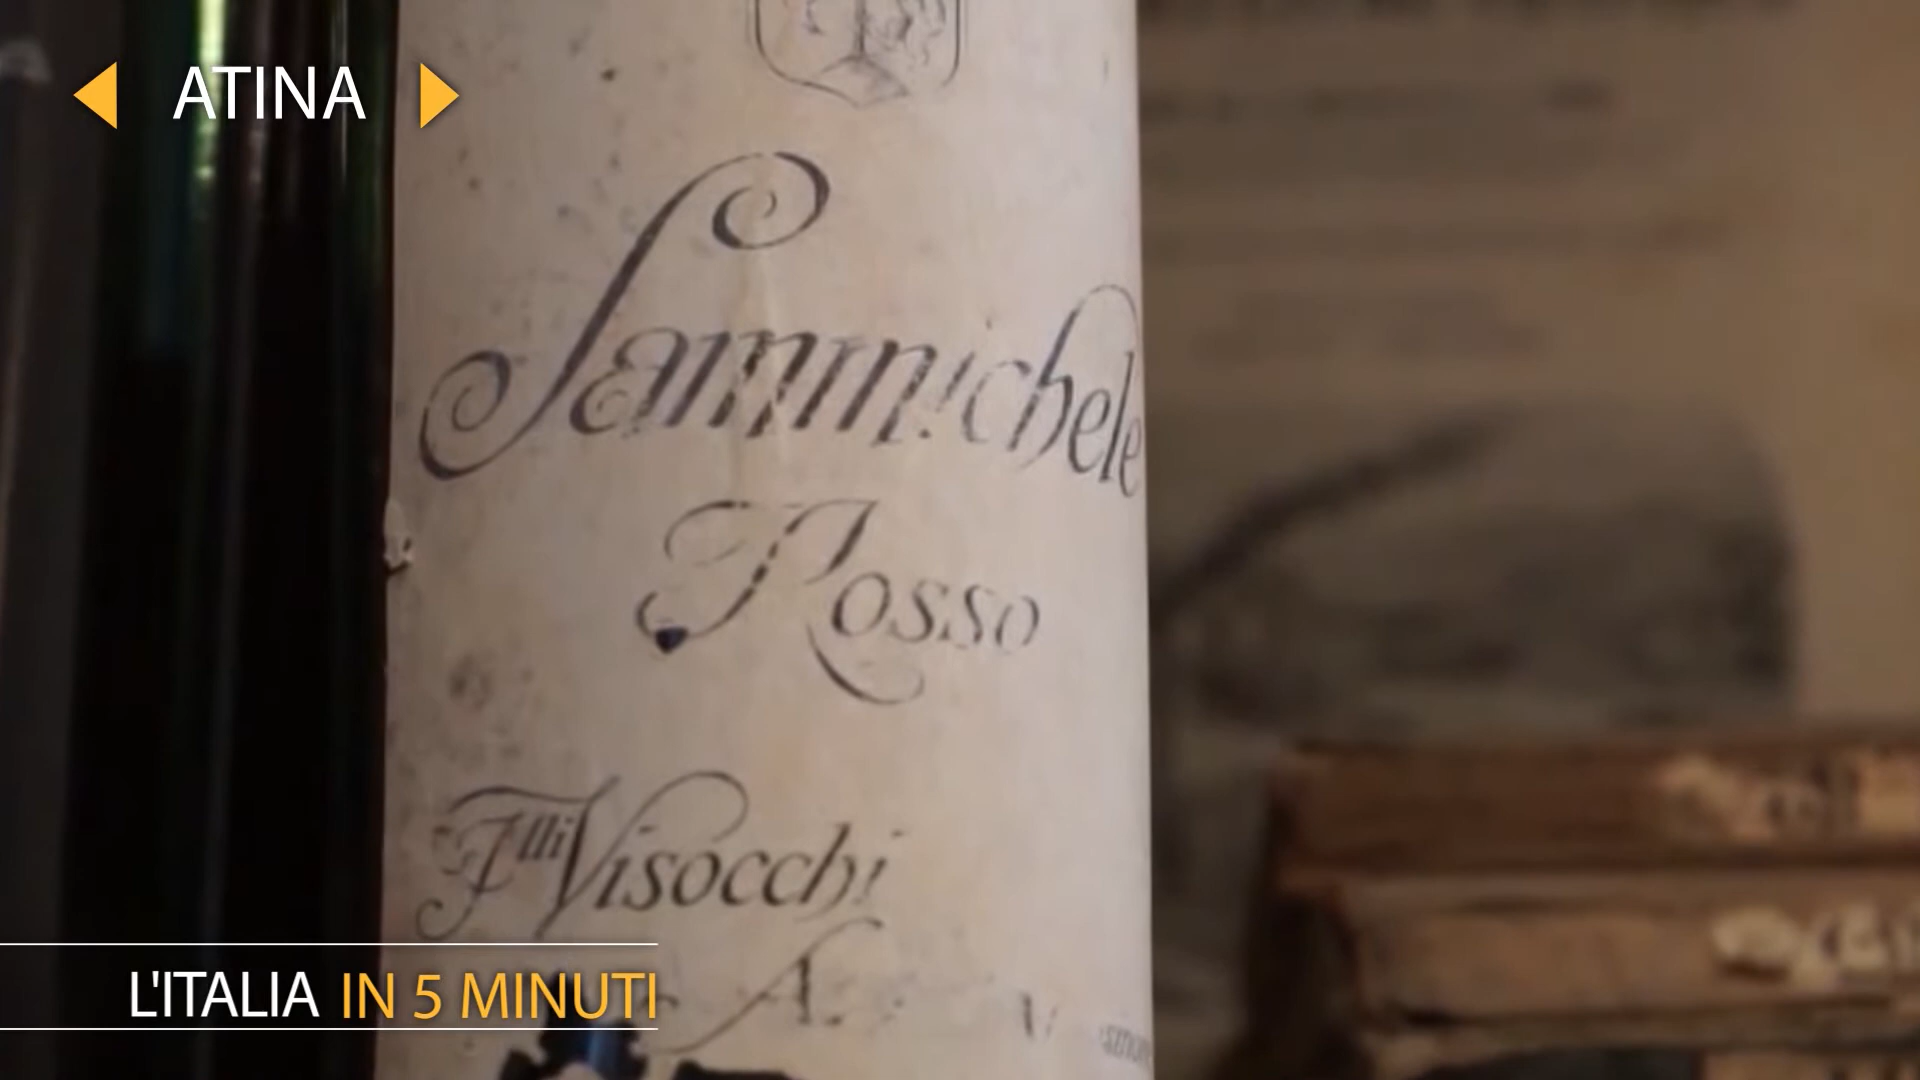 ATINA
Sammichele
Rosso
F.lli Visocchi
L'ITALIA IN 5 MINUTI